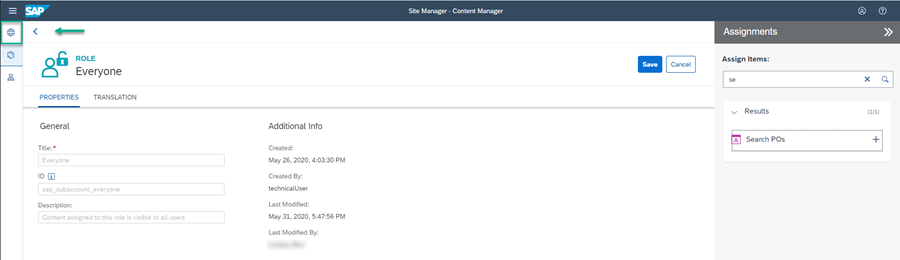 SAP
Site Manager - Content Manager
Assignments
ROLE
Everyone
Save
Cancel
Assign Items:
se
PROPERTIES
TRANSLATION
Results
(1/1)
A
Search POs
General
Additional Info
Title:*
Everyone
Created:
May 26, 2020, 4:03:30 PM
ID
sap_subaccount_everyone
Created By:
technicalUser
Description:
Content assigned to this role is visible to all users
Last Modified:
May 31, 2020, 5:47:56 PM
Last Modified By: